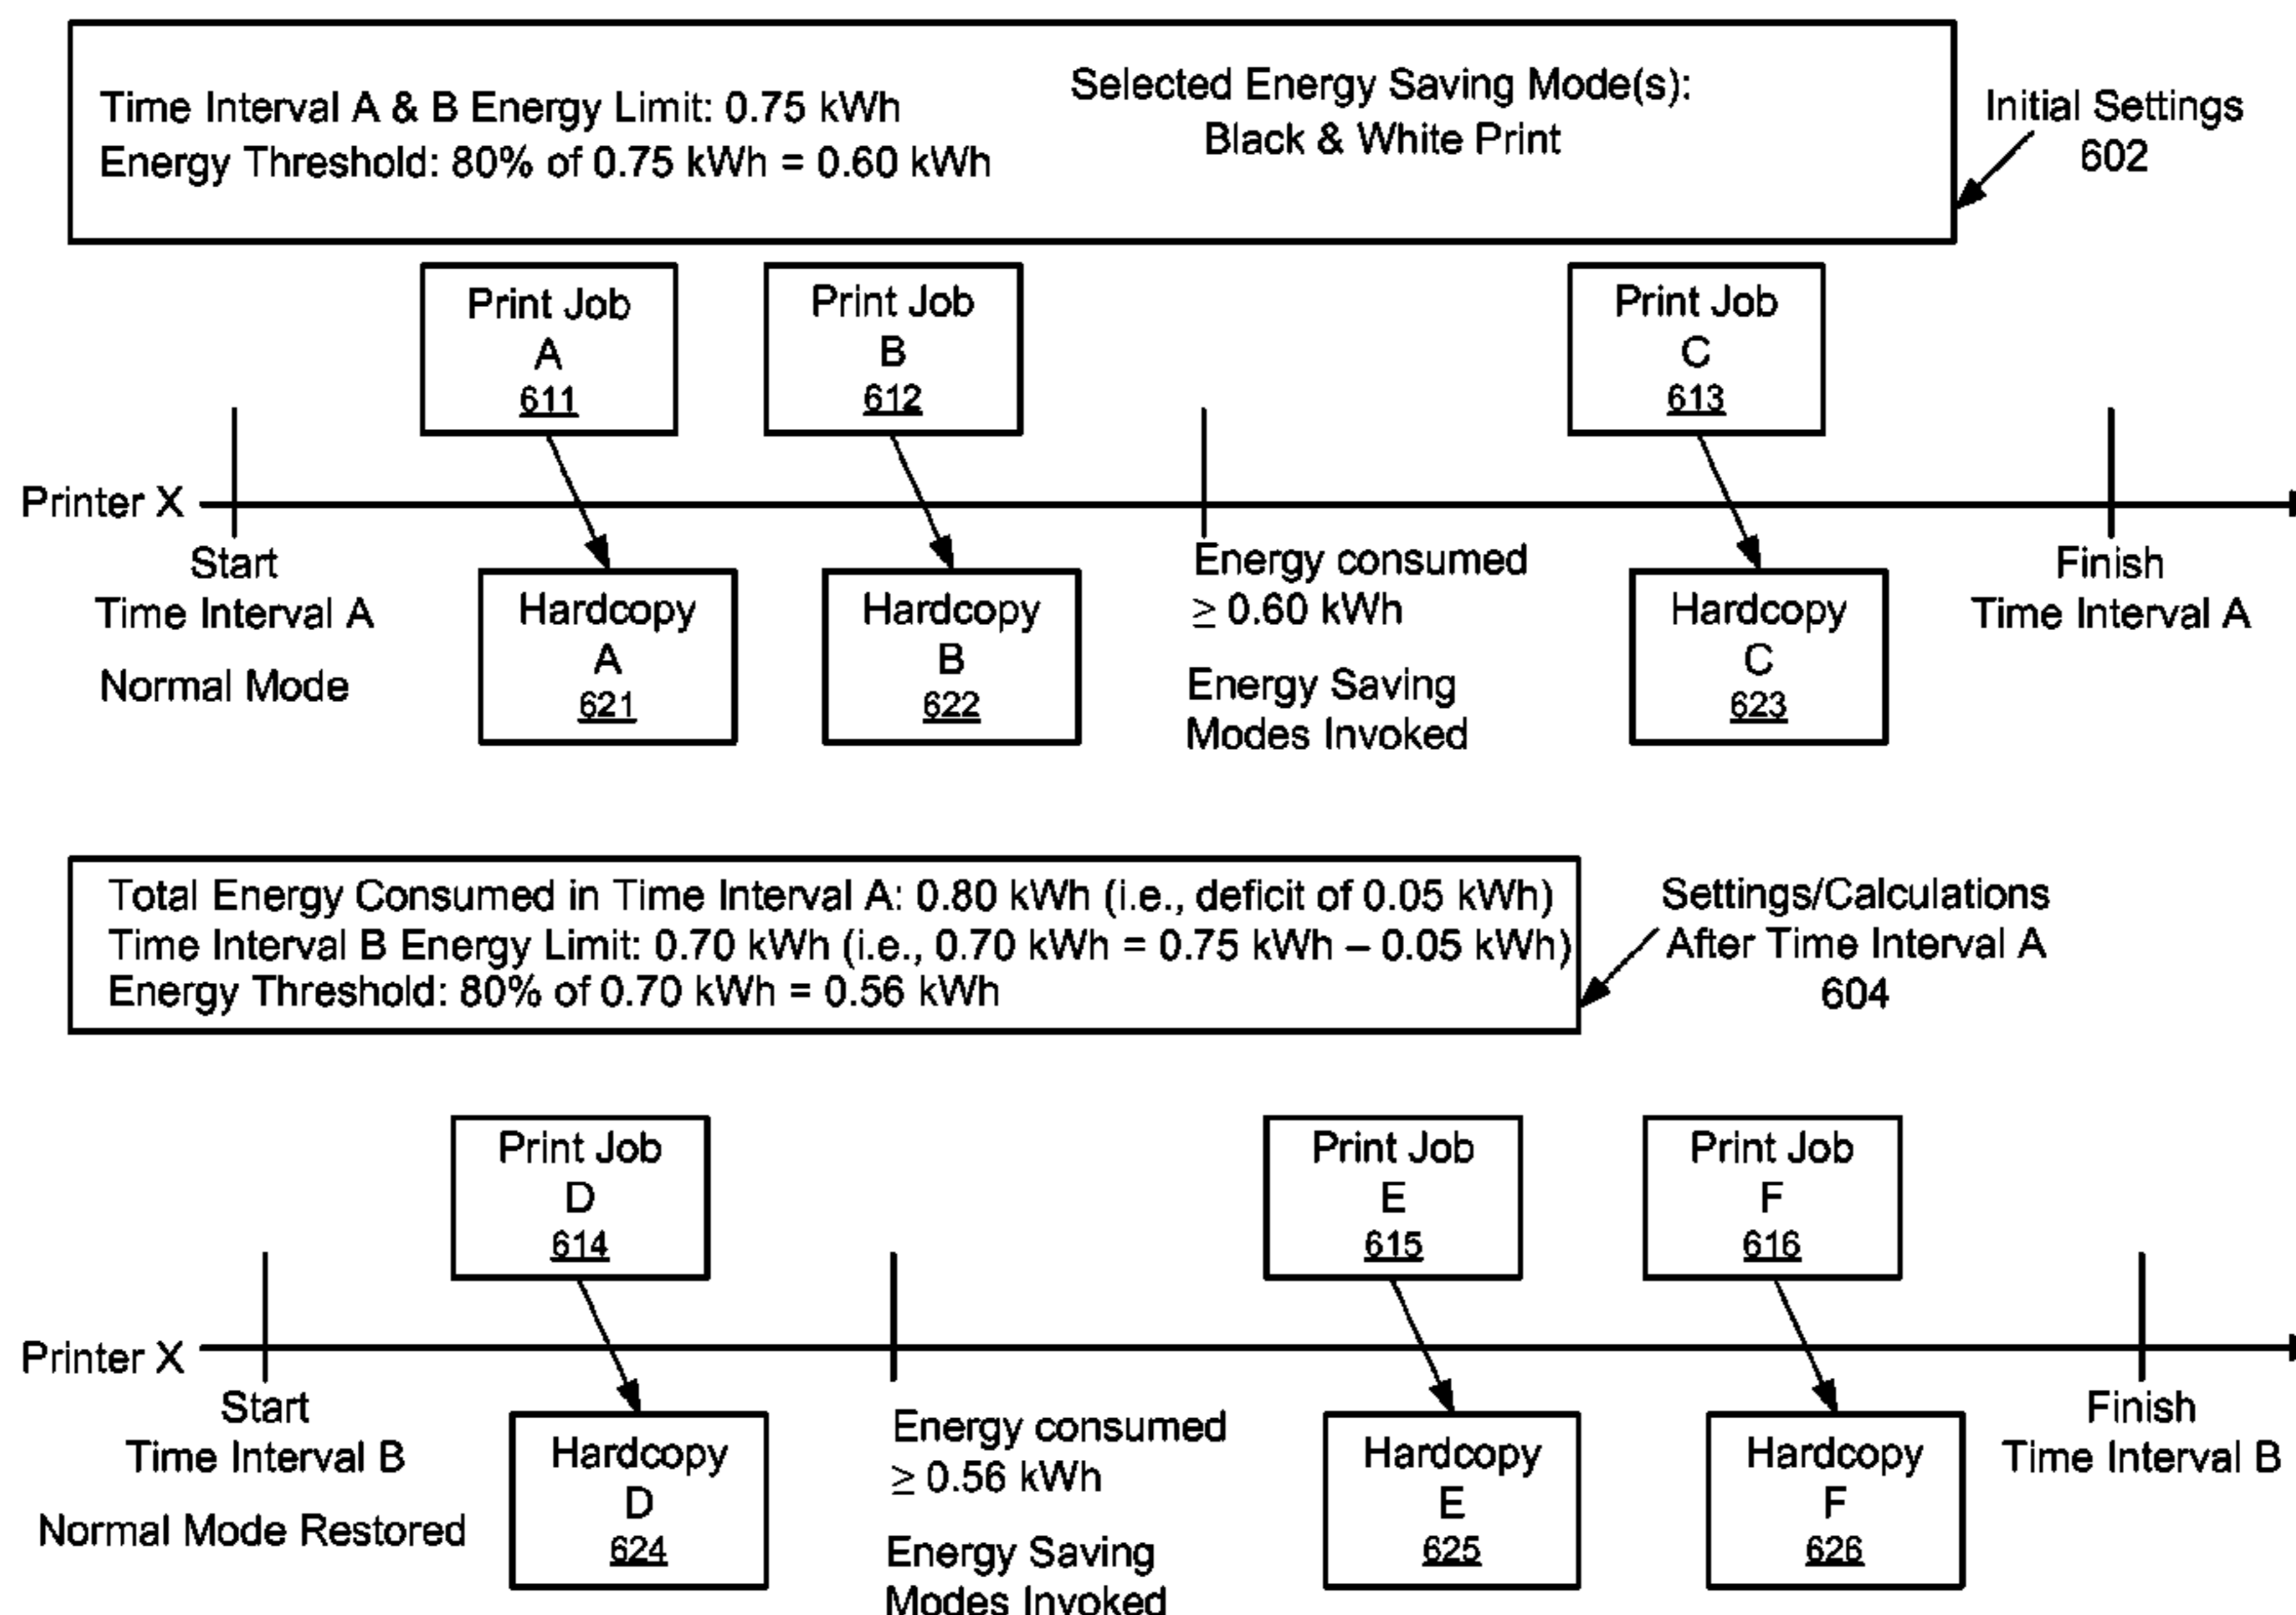 Time Interval A & B Energy Limit: 0.75 kWh
Energy Threshold: 80% of 0.75 kWh = 0.60 kWh
Selected Energy Saving Mode(s):
Black & White Print
Initial Settings
602
Print Job
A
611
Print Job
B
612
Print Job
C
613
Printer X
Start
Time Interval A
Normal Mode
Hardcopy
A
621
Hardcopy
B
622
Energy consumed
≥ 0.60 kWh
Energy Saving
Modes Invoked
Hardcopy
C
623
Finish
Time Interval A
Total Energy Consumed in Time Interval A: 0.80 kWh (i.e., deficit of 0.05 kWh)
Time Interval B Energy Limit: 0.70 kWh (i.e., 0.70 kWh = 0.75 kWh – 0.05 kWh)
Energy Threshold: 80% of 0.70 kWh = 0.56 kWh
Settings/Calculations
After Time Interval A
604
Print Job
D
614
Print Job
E
615
Print Job
F
616
Printer X
Start
Time Interval B
Normal Mode Restored
Hardcopy
D
624
Energy consumed
≥ 0.56 kWh
Energy Saving
Modes Invoked
Hardcopy
E
625
Hardcopy
F
626
Finish
Time Interval B